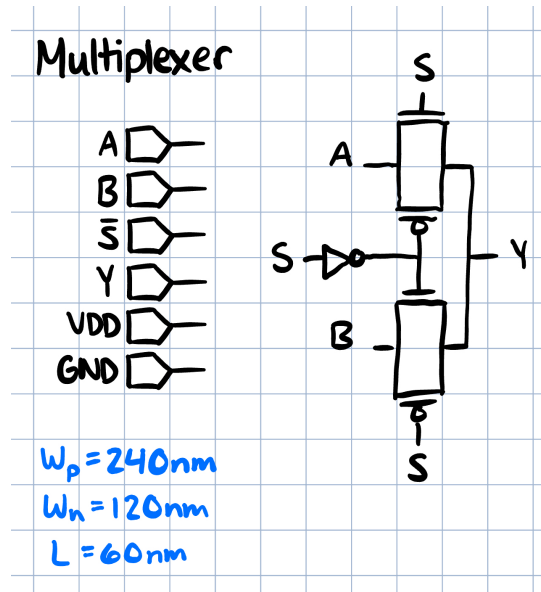 Multiplexer
A
B
S̅
Y
VDD
GND
Wp = 240nm
Wn = 120nm
L = 60nm
S
A
S
Y
B
S